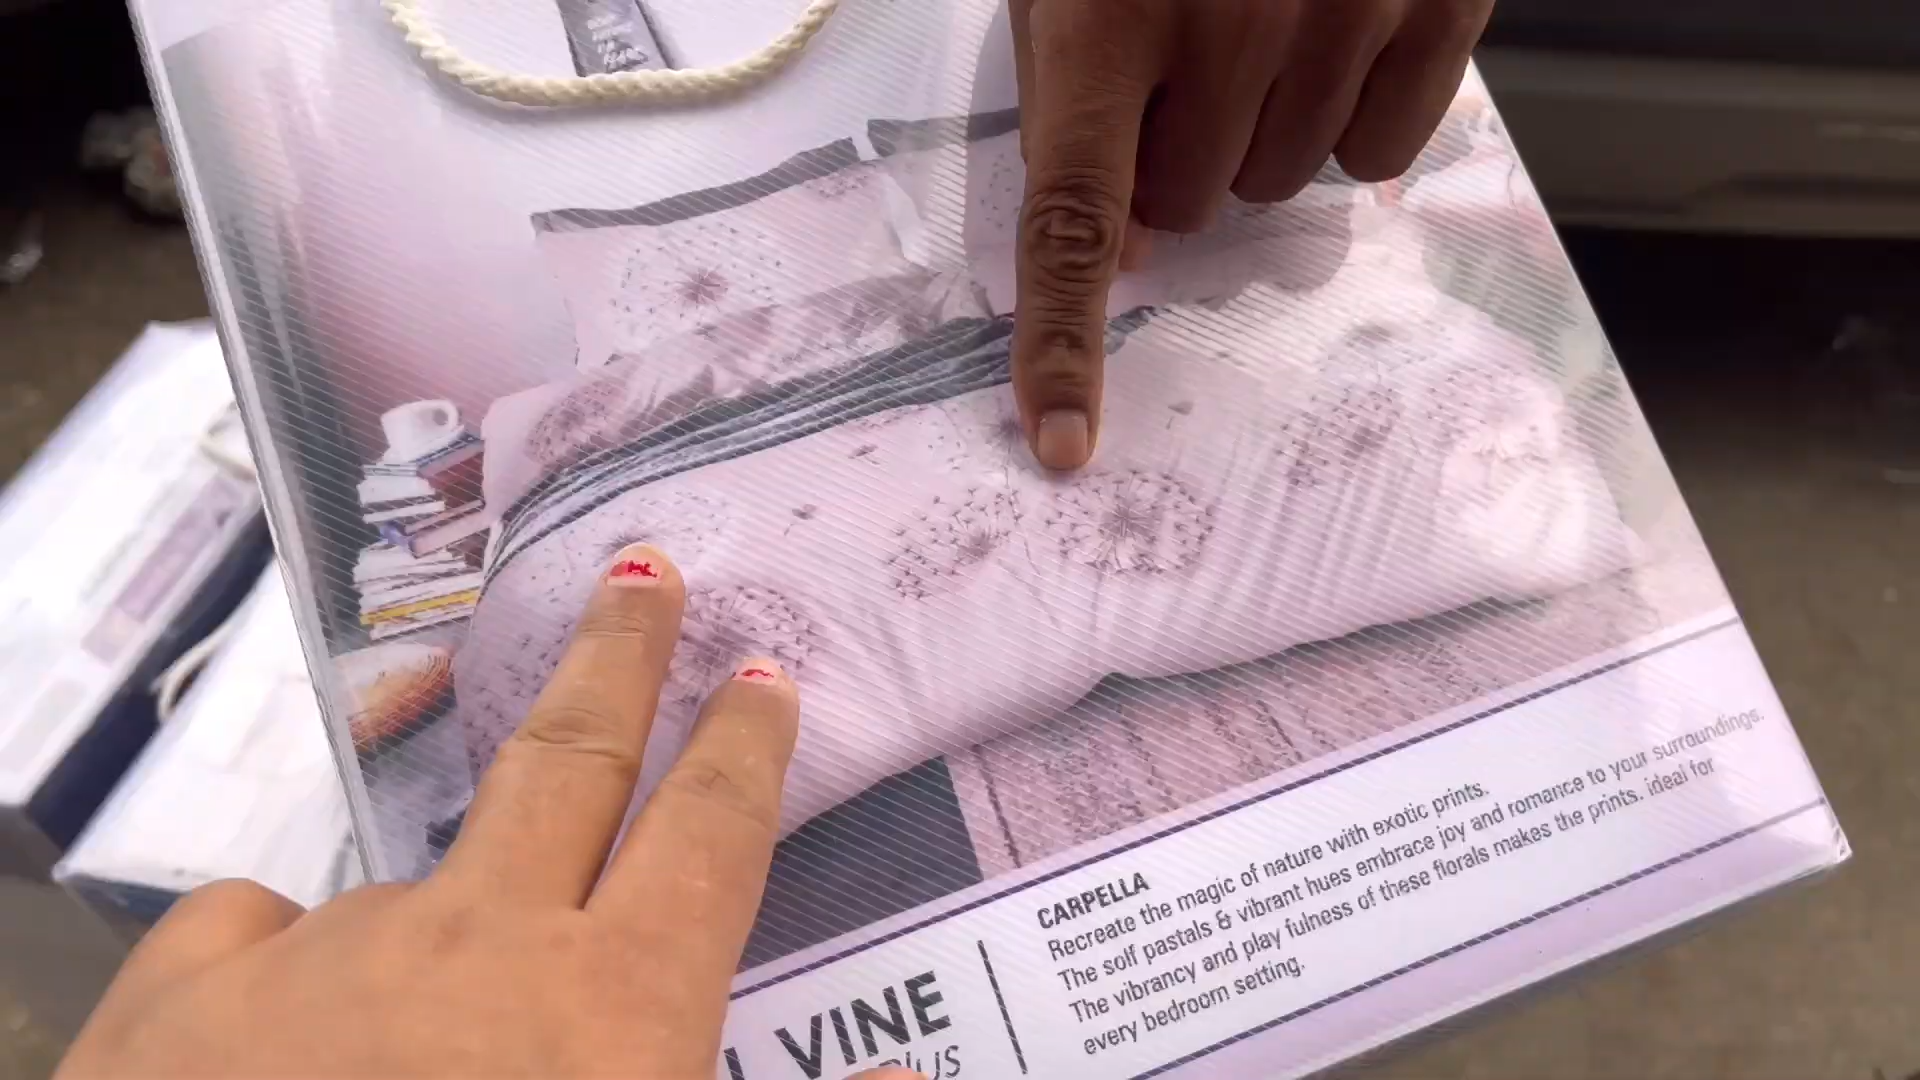 CARPELLA
Recreate the magic of nature with exotic prints.
The solf pastals & vibrant hues embrace joy and romance to your surroundings.
The vibrancy and play fulness of these florals makes the prints. ideal for
every bedroom setting.
VINE
plus